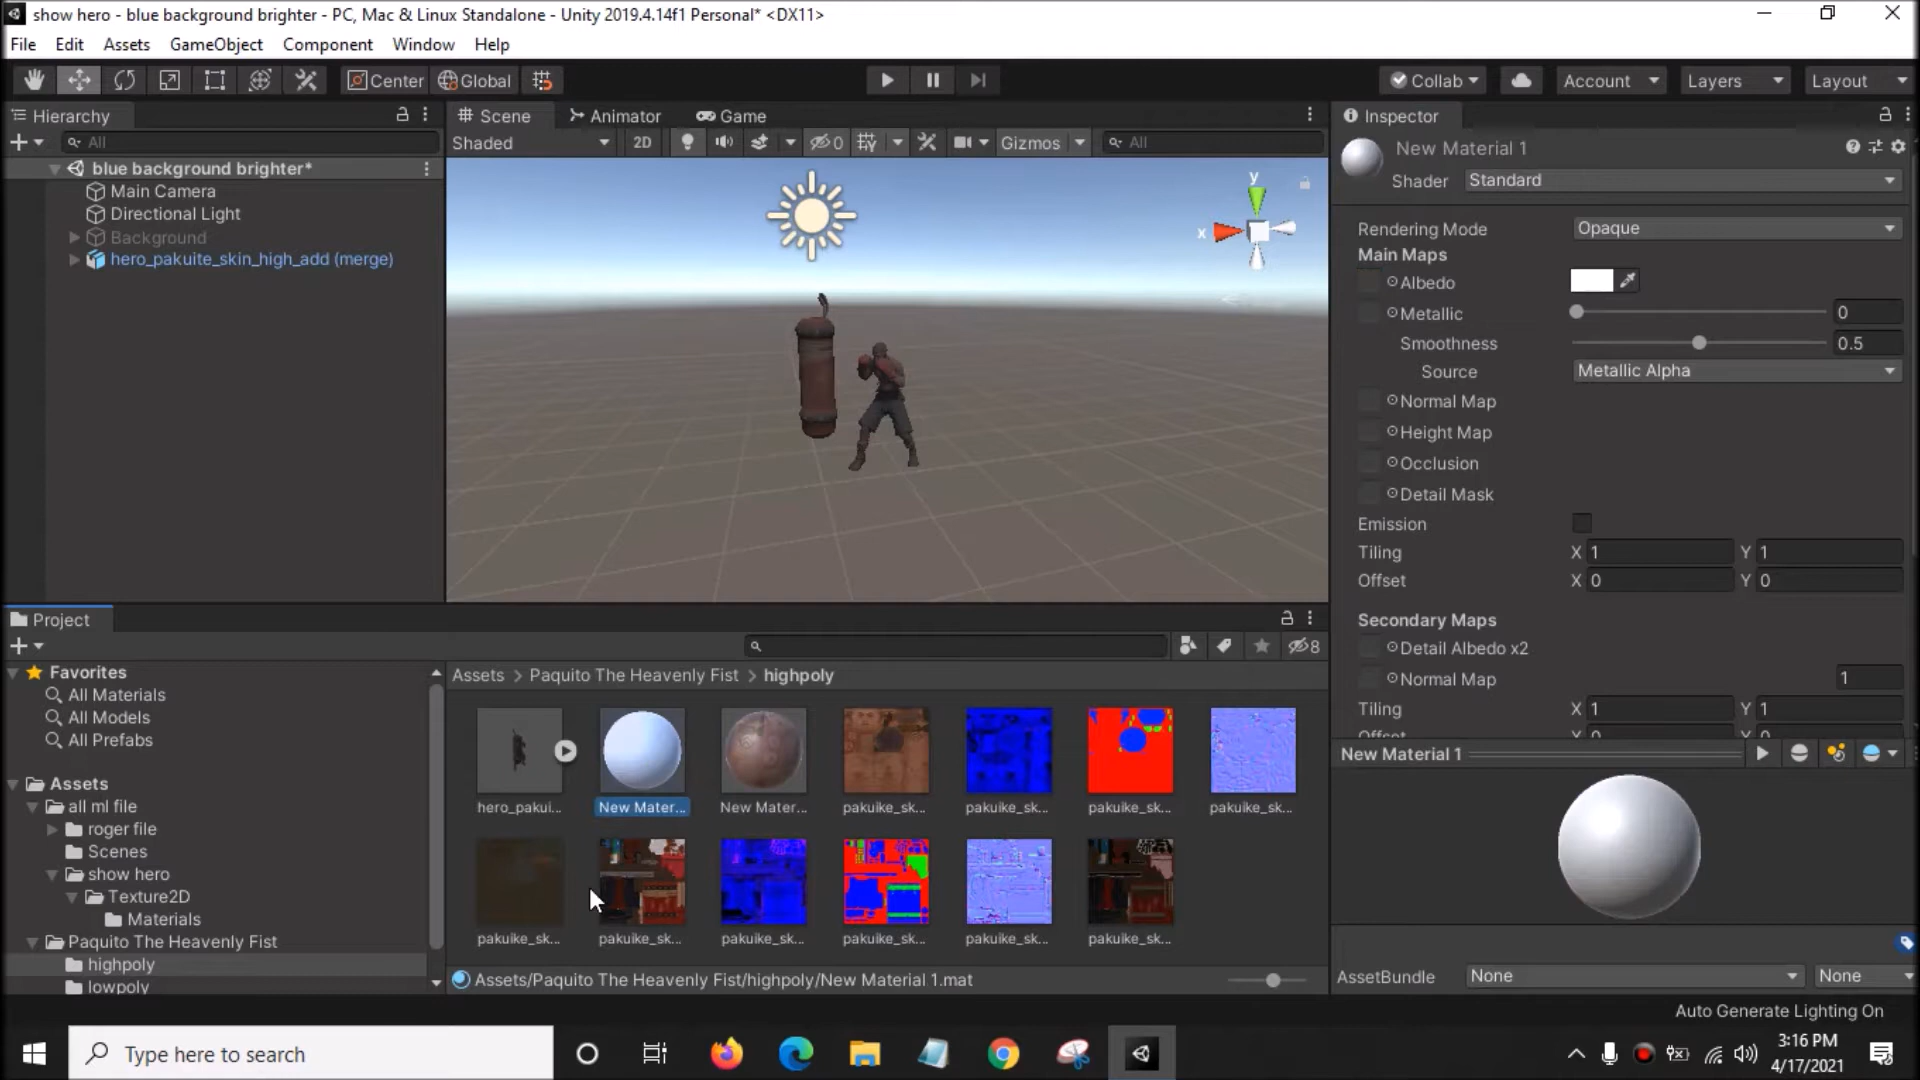 show hero - blue background brighter - PC, Mac & Linux Standalone - Unity 2019.4.14f1 Personal* <DX11>
File Edit Assets GameObject Component Window Help
Center Global Collab Account Layers Layout
Hierarchy
All
blue background brighter*
Main Camera
Directional Light
Background
hero_pakuite_skin_high_add (merge)
Scene Animator Game
Shaded 2D 0 Gizmos All
y
x
Inspector
New Material 1
Shader Standard
Rendering Mode Opaque
Main Maps
Albedo
Metallic 0
Smoothness 0.5
Source Metallic Alpha
Normal Map
Height Map
Occlusion
Detail Mask
Emission
Tiling X 1 Y 1
Offset X 0 Y 0
Secondary Maps
Detail Albedo x2
Normal Map 1
Tiling X 1 Y 1
Offset
New Material 1
AssetBundle None None
Project
8
Favorites
All Materials
All Models
All Prefabs
Assets
all ml file
roger file
Scenes
show hero
Texture2D
Materials
Paquito The Heavenly Fist
highpoly
lowpoly
Assets > Paquito The Heavenly Fist > highpoly
hero_pakui... New Mater... New Mater... pakuike_sk... pakuike_sk... pakuike_sk... pakuike_sk...
pakuike_sk... pakuike_sk... pakuike_sk... pakuike_sk... pakuike_sk... pakuike_sk...
Assets/Paquito The Heavenly Fist/highpoly/New Material 1.mat
Auto Generate Lighting On
Type here to search
3:16 PM
4/17/2021